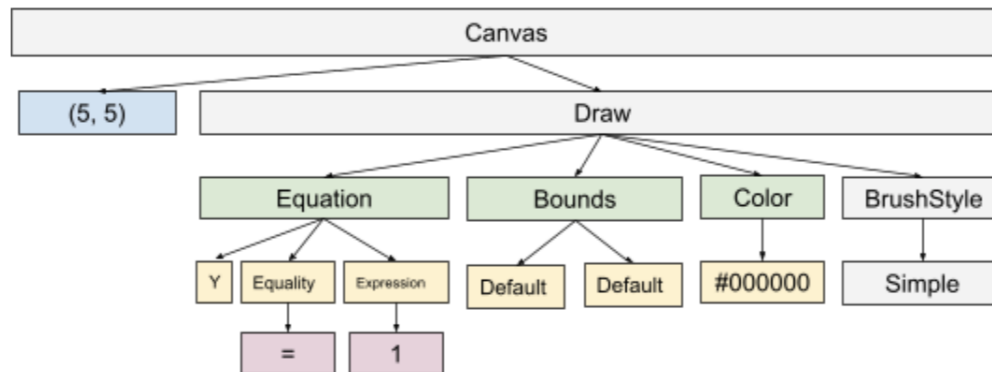 Canvas
(5, 5)
Draw
Equation
Bounds
Color
BrushStyle
Y
Equality
Expression
Default
Default
#000000
Simple
=
1